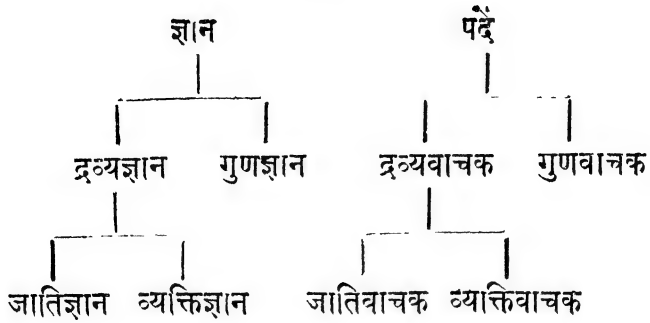 ज्ञान पदें
द्रव्यज्ञान गुणज्ञान द्रव्यवाचक गुणवाचक
जातिज्ञान व्यक्तिज्ञान जातिवाचक व्यक्तिवाचक